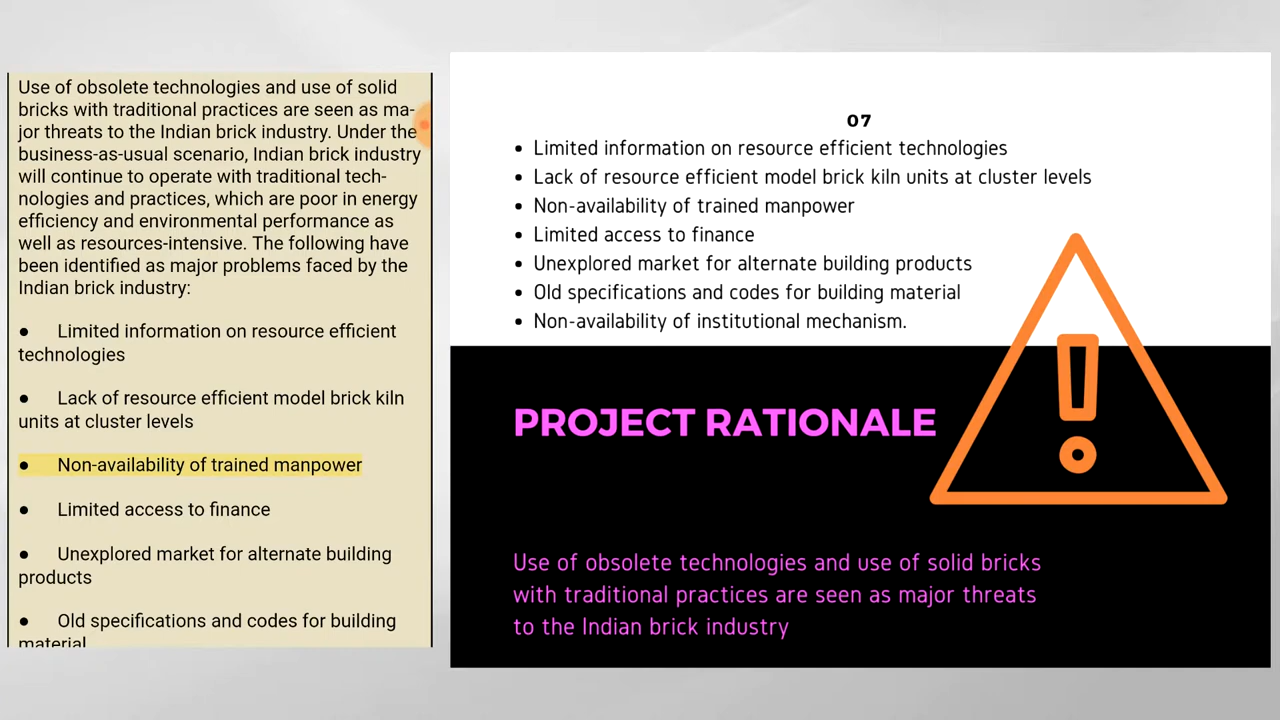 Use of obsolete technologies and use of solid
bricks with traditional practices are seen as ma-
jor threats to the Indian brick industry. Under the
business-as-usual scenario, Indian brick industry
will continue to operate with traditional tech-
nologies and practices, which are poor in energy
efficiency and environmental performance as
well as resources-intensive. The following have
been identified as major problems faced by the
Indian brick industry:
● Limited information on resource efficient
technologies
● Lack of resource efficient model brick kiln
units at cluster levels
● Non-availability of trained manpower
● Limited access to finance
● Unexplored market for alternate building
products
● Old specifications and codes for building
material
07
• Limited information on resource efficient technologies
• Lack of resource efficient model brick kiln units at cluster levels
• Non-availability of trained manpower
• Limited access to finance
• Unexplored market for alternate building products
• Old specifications and codes for building material
• Non-availability of institutional mechanism.
PROJECT RATIONALE
Use of obsolete technologies and use of solid bricks
with traditional practices are seen as major threats
to the Indian brick industry